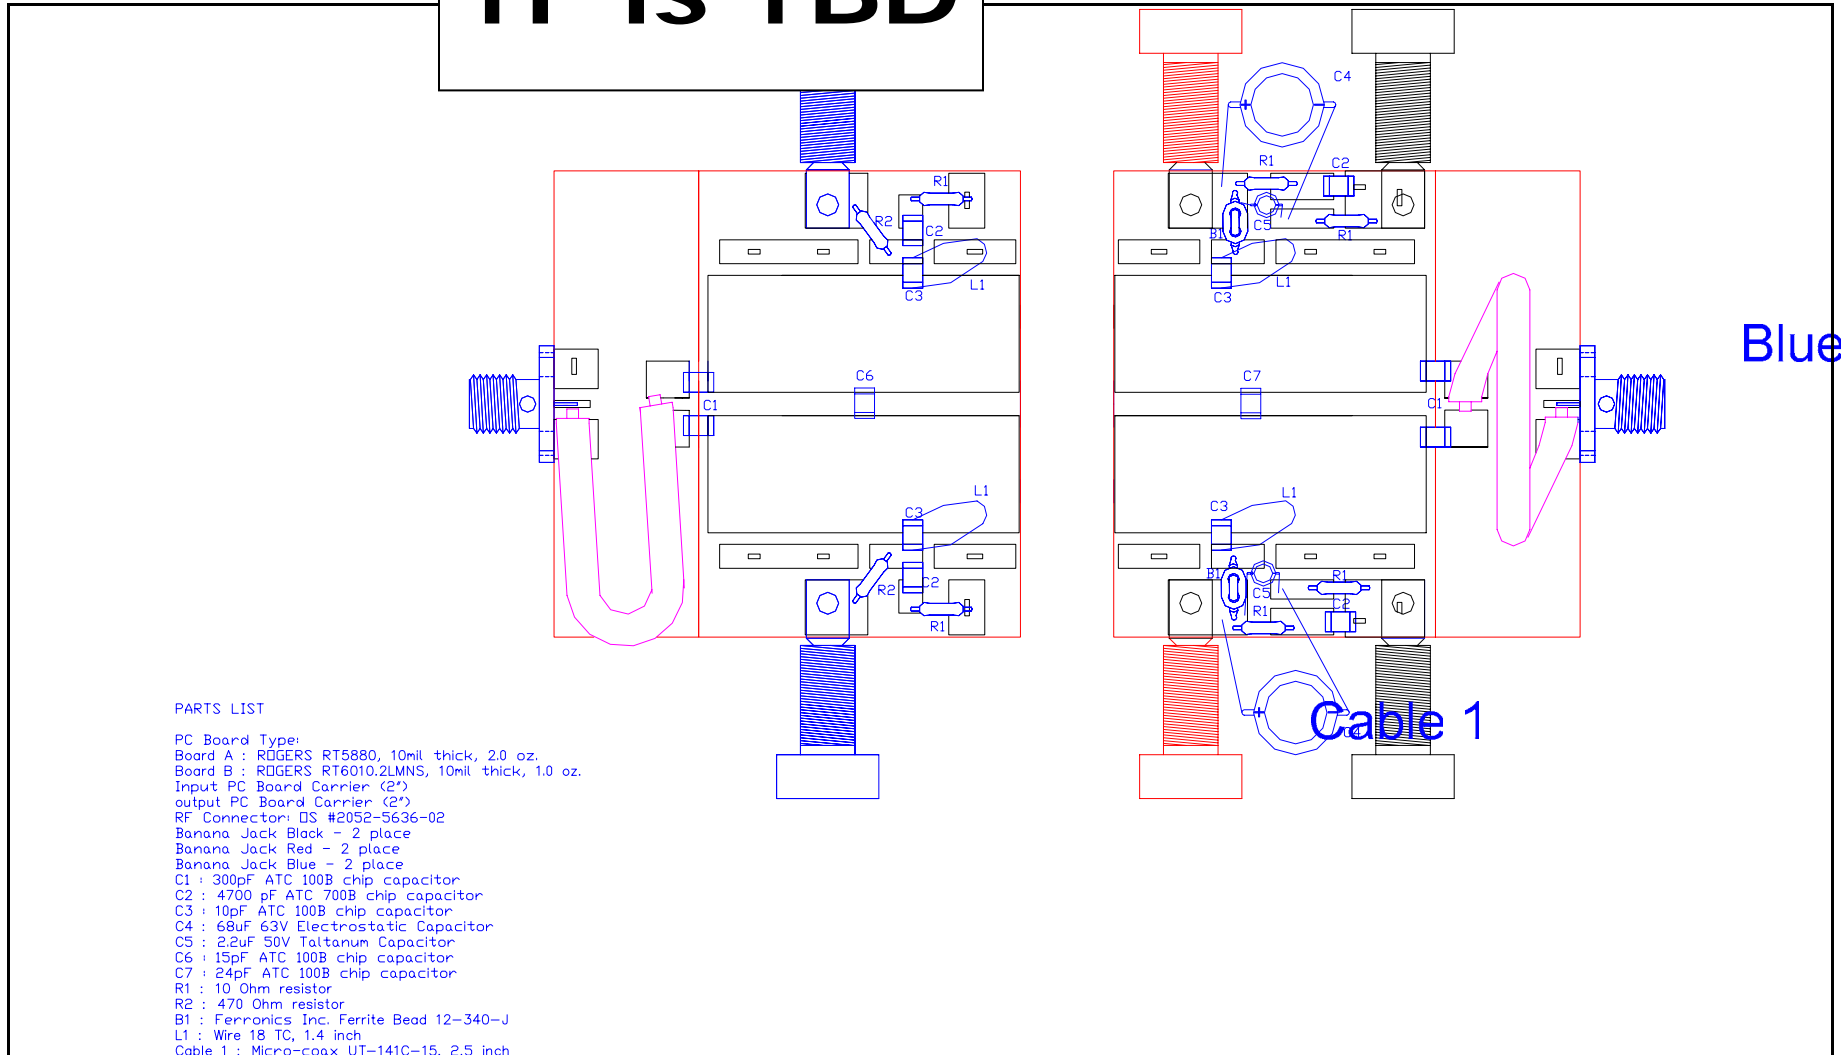 is TBD
C4
R1
C2
R1
R2
C2
C5
B1
R1
C3
L1
C3
L1
Blue
C6
C7
C1
C1
C3
L1
C3
L1
R2
C2
R1
B1
C5
R1
R1
C2
Cable 1
C4
PARTS LIST
PC Board Type:
Board A : ROGERS RT5880, 10mil thick, 2.0 oz.
Board B : ROGERS RT6010.2LMNS, 10mil thick, 1.0 oz.
Input PC Board Carrier (2")
output PC Board Carrier (2")
RF Connector: OS #2052-5636-02
Banana Jack Black - 2 place
Banana Jack Red - 2 place
Banana Jack Blue - 2 place
C1 : 300pF ATC 100B chip capacitor
C2 : 4700 pF ATC 700B chip capacitor
C3 : 10pF ATC 100B chip capacitor
C4 : 68uF 63V Electrostatic Capacitor
C5 : 2.2uF 50V Taltanum Capacitor
C6 : 15pF ATC 100B chip capacitor
C7 : 24pF ATC 100B chip capacitor
R1 : 10 Ohm resistor
R2 : 470 Ohm resistor
B1 : Ferronics Inc. Ferrite Bead 12-340-J
L1 : Wire 18 TC, 1.4 inch
Cable 1 : Micro-coax UT-141C-15, 2.5 inch